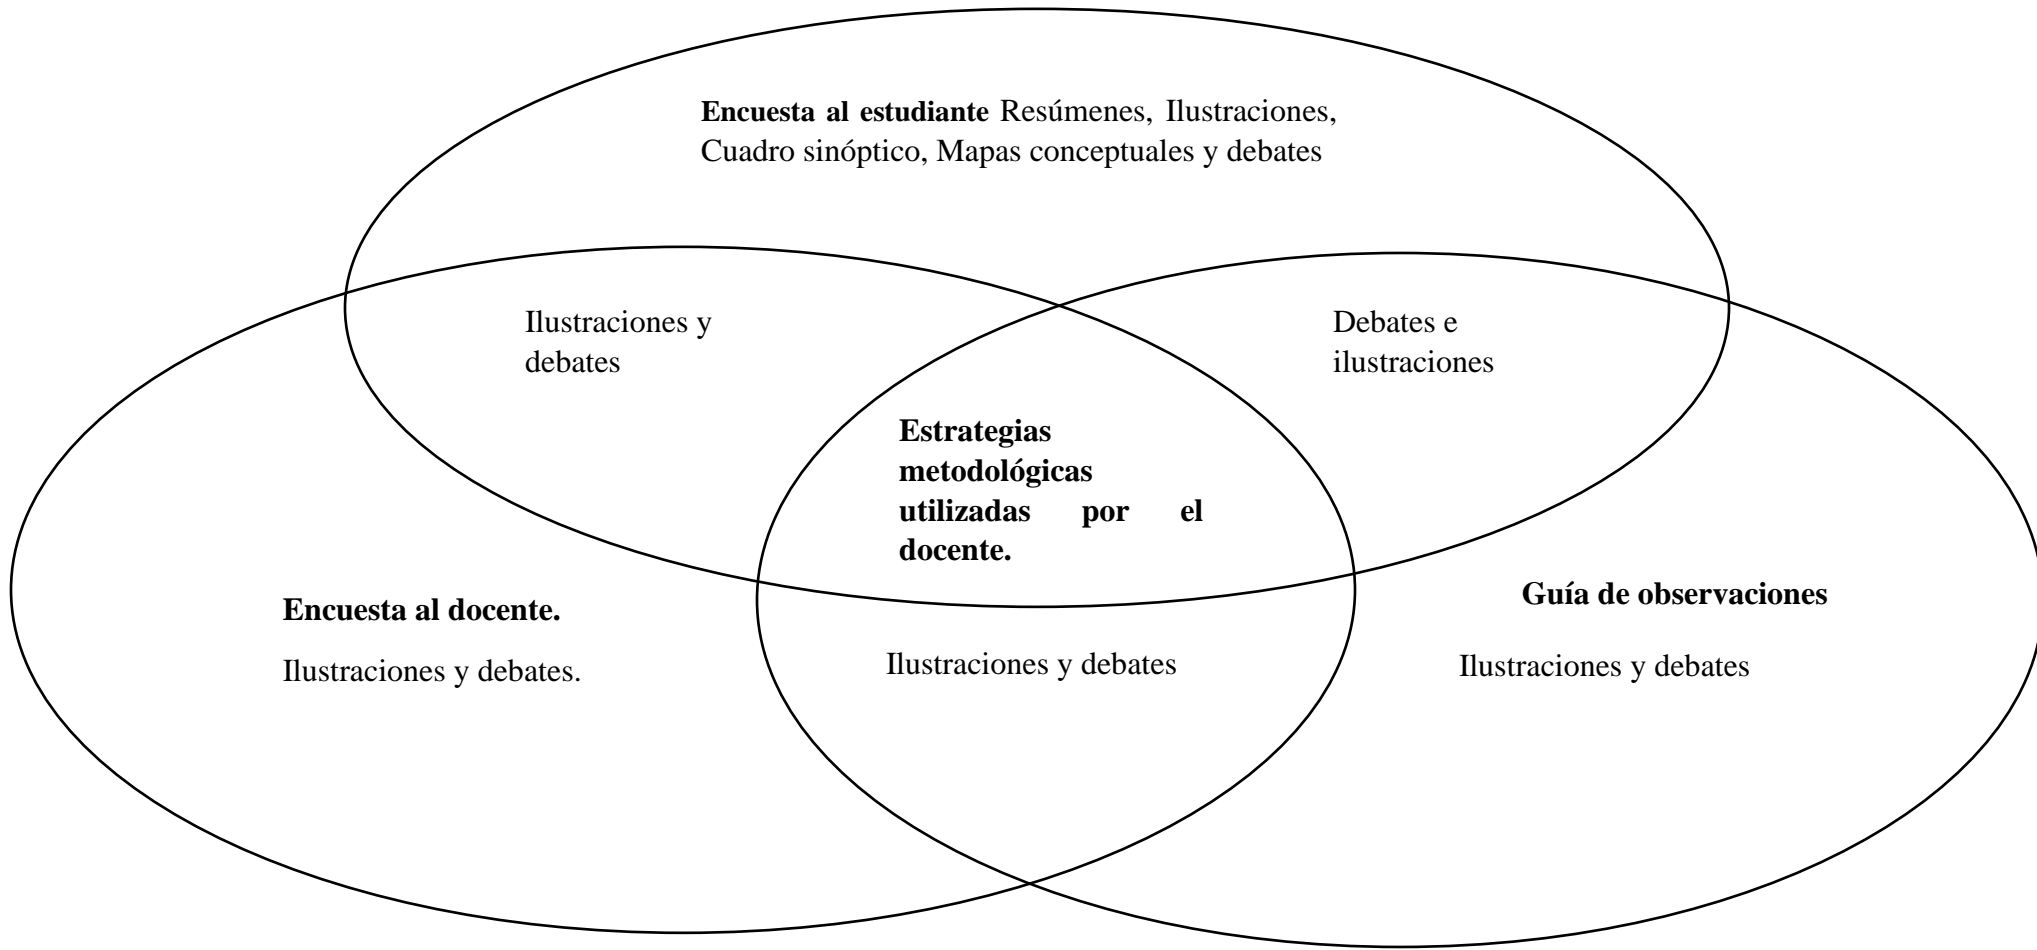 Encuesta al estudiante Resúmenes, Ilustraciones,
Cuadro sinóptico, Mapas conceptuales y debates
Ilustraciones y
debates
Debates e
ilustraciones
Estrategias
metodológicas
utilizadas por el
docente.
Encuesta al docente.
Ilustraciones y debates.
Ilustraciones y debates
Guía de observaciones
Ilustraciones y debates